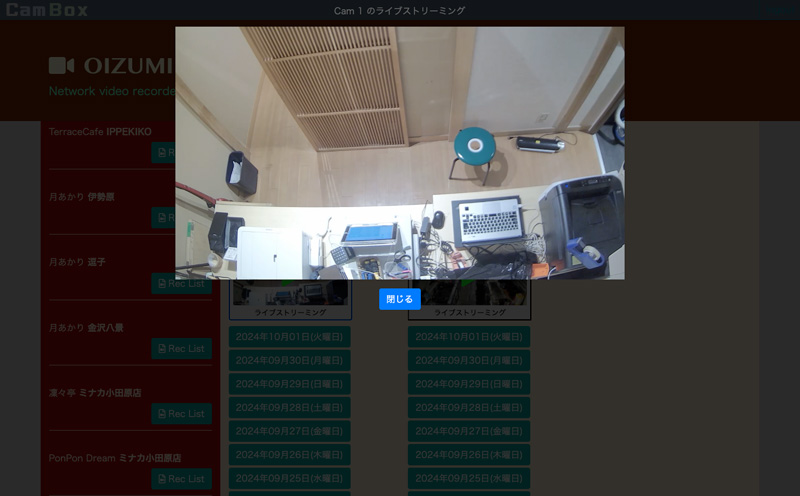 CamBox
Cam 1 のライブストリーミング
OIZUMI
Network video recorde
TerraceCafe IPPEKIKO
月あかり 伊勢原
月あかり 逗子
Rec List
月あかり 金沢八景
Rec List
凜々亭 ミナカ小田原店
Rec List
PonPon Dream ミナカ小田原店
Rec List
閉じる
ライブストリーミング
2024年10月01日(火曜日)
2024年09月30日(月曜日)
2024年09月29日(日曜日)
2024年09月28日(土曜日)
2024年09月27日(金曜日)
2024年09月26日(木曜日)
2024年09月25日(水曜日)
ライブストリーミング
2024年10月01日(火曜日)
2024年09月30日(月曜日)
2024年09月29日(日曜日)
2024年09月28日(土曜日)
2024年09月27日(金曜日)
2024年09月26日(木曜日)
2024年09月25日(水曜日)